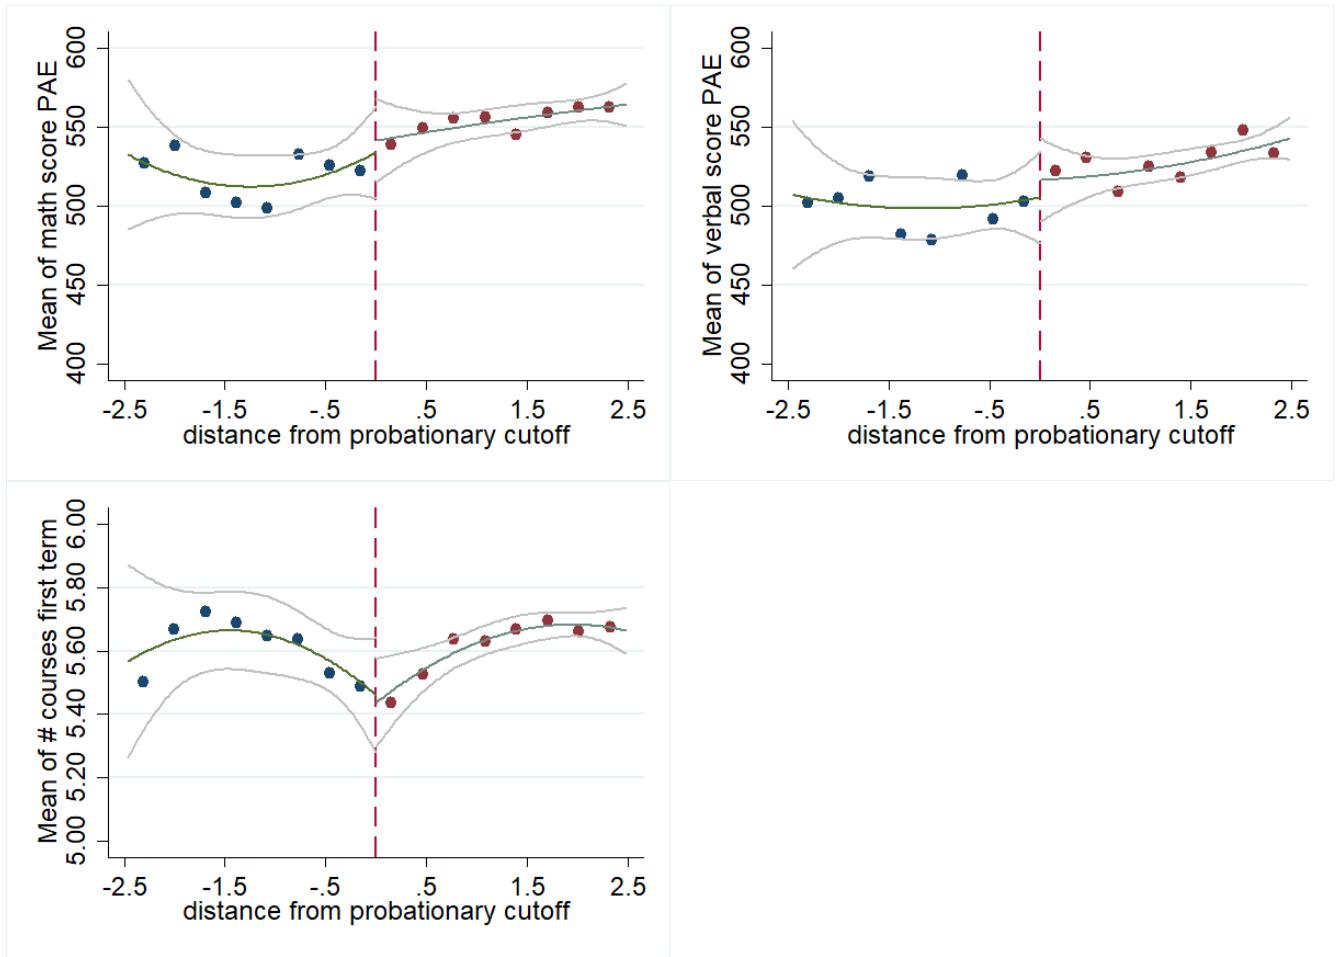 Mean of math score PAE
600
550
500
450
400
-2.5 -1.5 -.5 .5 1.5 2.5
distance from probationary cutoff
Mean of verbal score PAE
600
550
500
450
400
-2.5 -1.5 -.5 .5 1.5 2.5
distance from probationary cutoff
Mean of # courses first term
6.00
5.80
5.60
5.40
5.20
5.00
-2.5 -1.5 -.5 .5 1.5 2.5
distance from probationary cutoff